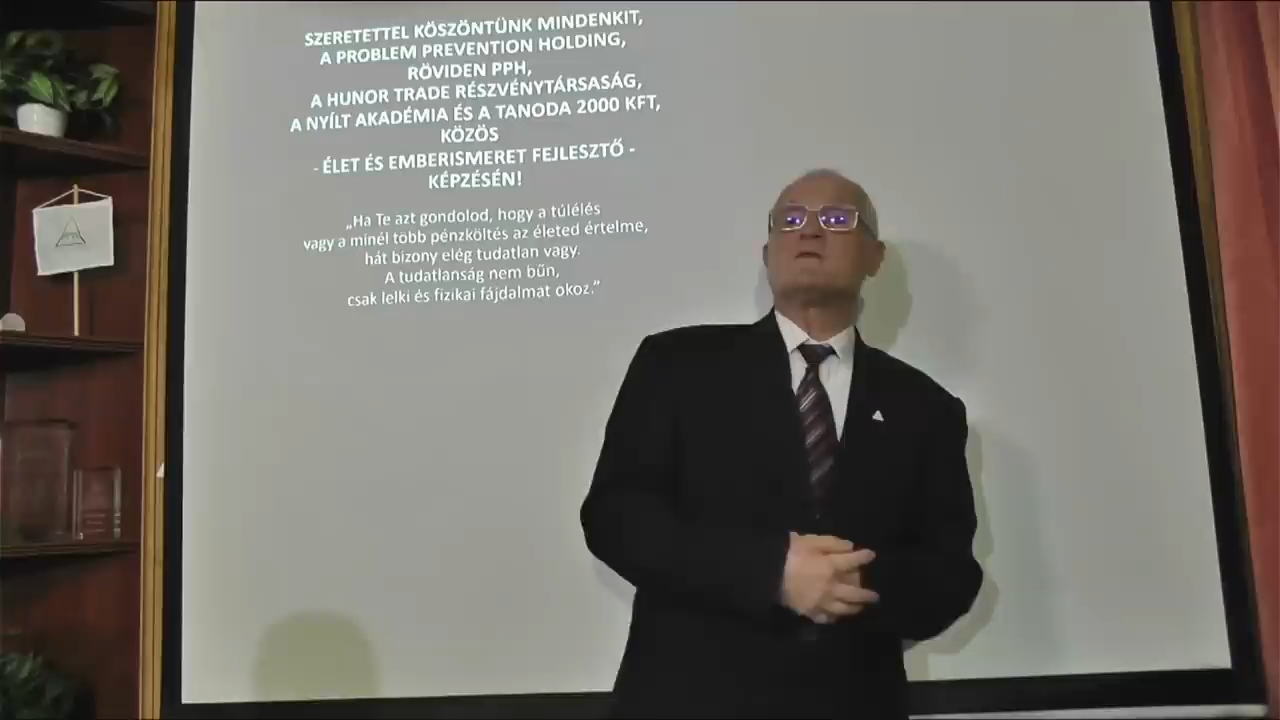 SZERETETTEL KÖSZÖNTÜNK MINDENKIT,
A PROBLEM PREVENTION HOLDING,
RÖVIDEN PPH,
A HUNOR TRADE RÉSZVÉNYTÁRSASÁG,
A NYÍLT AKADÉMIA ÉS A TANODA 2000 KFT,
KÖZÖS
- ÉLET ÉS EMBERISMERET FEJLESZTŐ -
KÉPZÉSÉN!
„Ha Te azt gondolod, hogy a túlélés
vagy a minél több pénzköltés az életed értelme,
hát bizony elég tudatlan vagy.
A tudatlanság nem bűn,
csak lelki és fizikai fájdalmat okoz.”